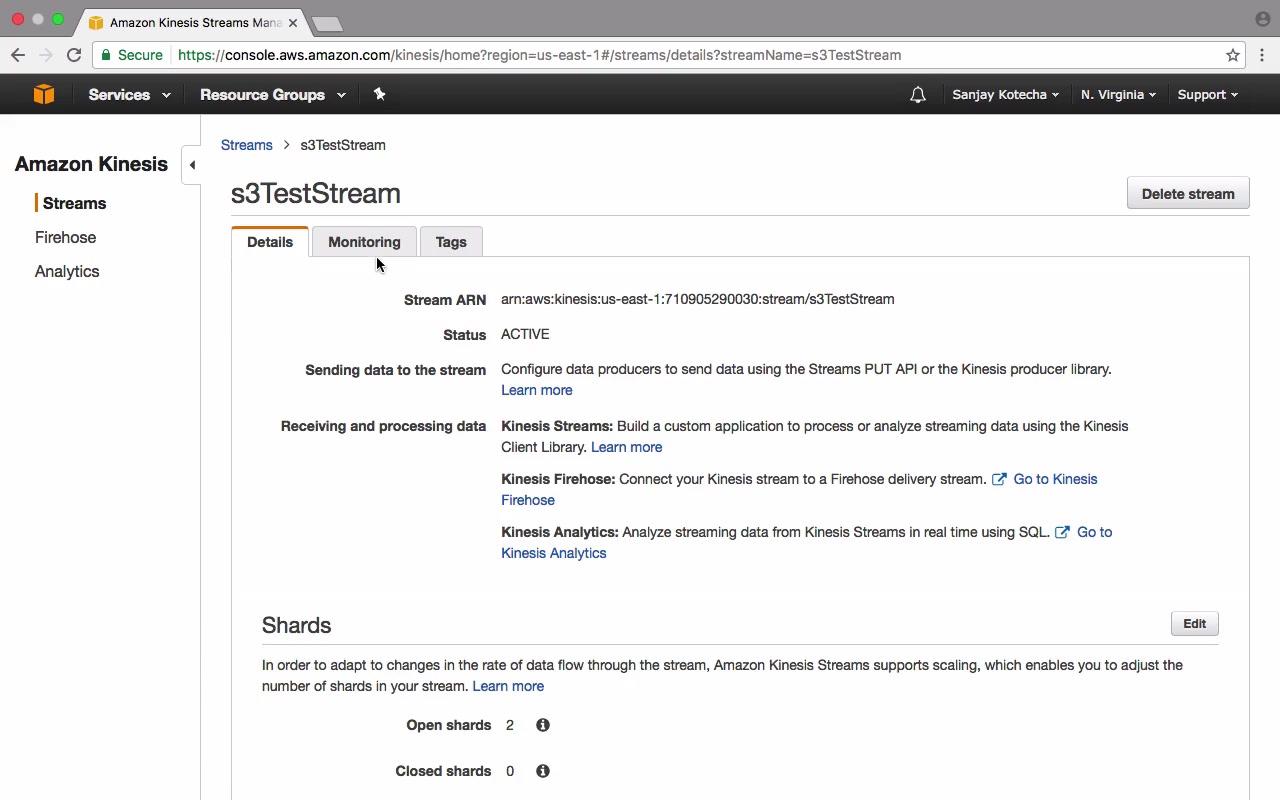 Amazon Kinesis Streams Mana
Secure https://console.aws.amazon.com/kinesis/home?region=us-east-1#/streams/details?streamName=s3TestStream
Services Resource Groups Sanjay Kotecha N. Virginia Support
Amazon Kinesis
Streams
Firehose
Analytics
Streams > s3TestStream
s3TestStream
Delete stream
Details Monitoring Tags
Stream ARN arn:aws:kinesis:us-east-1:710905290030:stream/s3TestStream
Status ACTIVE
Sending data to the stream Configure data producers to send data using the Streams PUT API or the Kinesis producer library.
Learn more
Receiving and processing data Kinesis Streams: Build a custom application to process or analyze streaming data using the Kinesis
Client Library. Learn more
Kinesis Firehose: Connect your Kinesis stream to a Firehose delivery stream. Go to Kinesis
Firehose
Kinesis Analytics: Analyze streaming data from Kinesis Streams in real time using SQL. Go to
Kinesis Analytics
Shards
Edit
In order to adapt to changes in the rate of data flow through the stream, Amazon Kinesis Streams supports scaling, which enables you to adjust the
number of shards in your stream. Learn more
Open shards 2
Closed shards 0